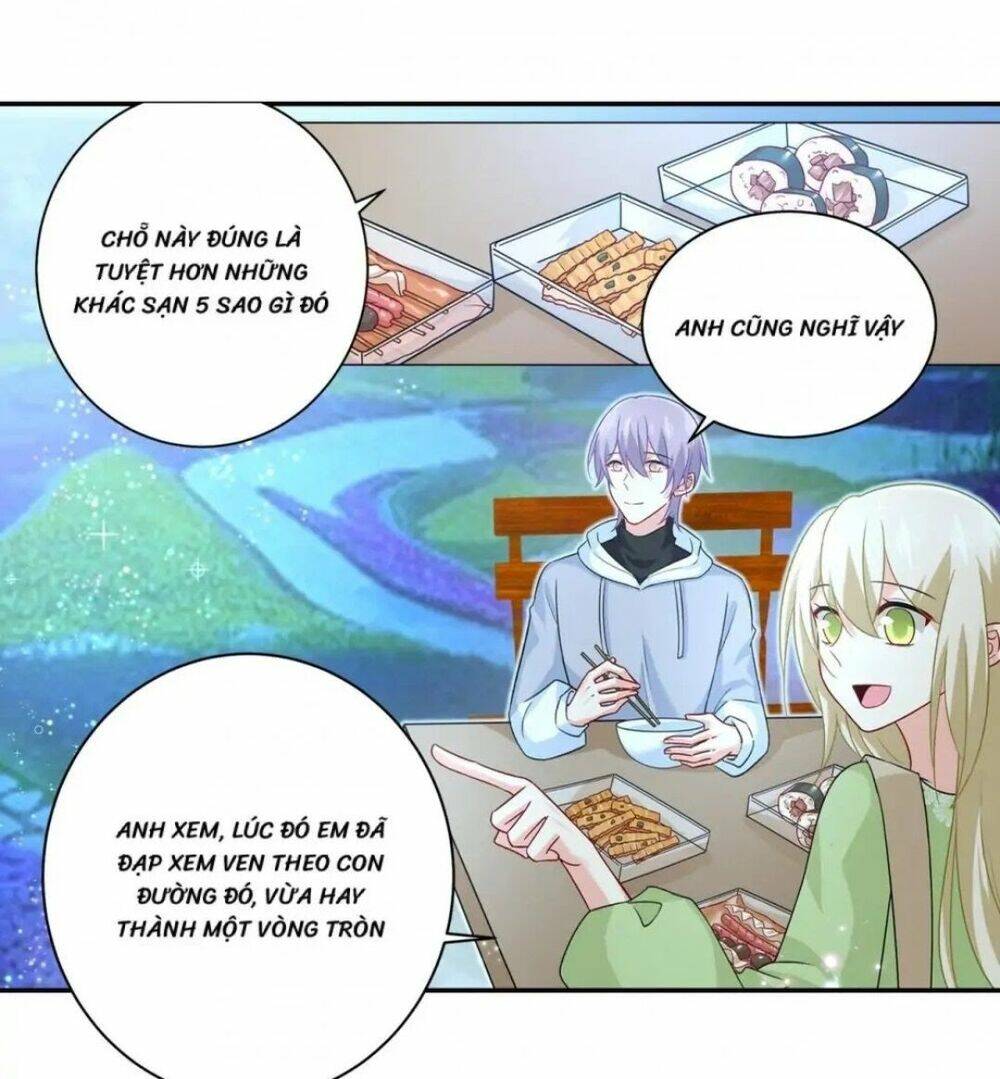 CHỖ NÀY ĐÚNG LÀ
TUYỆT HƠN NHỮNG
KHÁC SẠN 5 SAO GÌ ĐÓ
ANH CŨNG NGHĨ VẬY
ANH XEM, LÚC ĐÓ EM ĐÃ
ĐẠP XEM VEN THEO CON
ĐƯỜNG ĐÓ, VỪA HAY
THÀNH MỘT VÒNG TRÒN